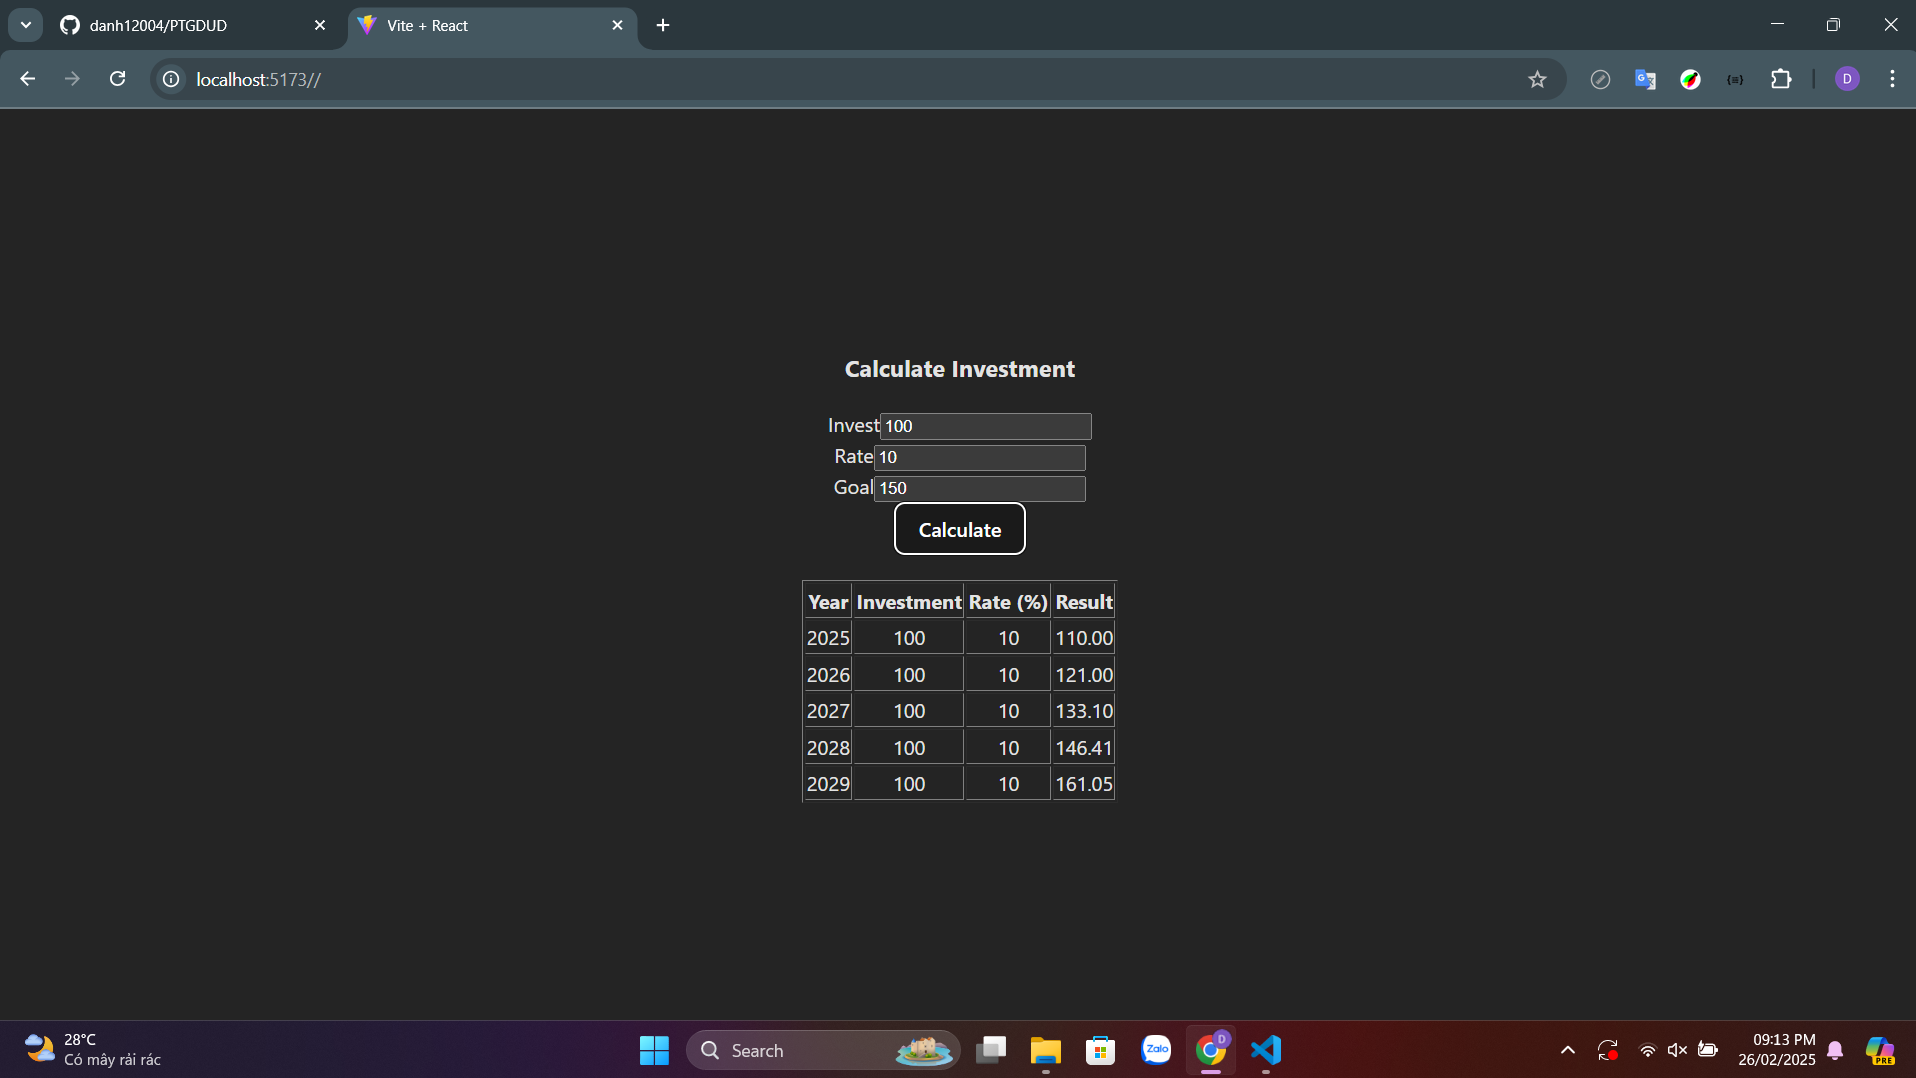 danh12004/PTGDUD
Vite + React
localhost:5173//
D
Calculate Investment
Invest 100
Rate 10
Goal 150
Calculate
Year Investment Rate (%) Result
2025 100 10 110.00
2026 100 10 121.00
2027 100 10 133.10
2028 100 10 146.41
2029 100 10 161.05
28°C
Có mây rải rác
Search
Zalo
D
09:13 PM
26/02/2025
PRE